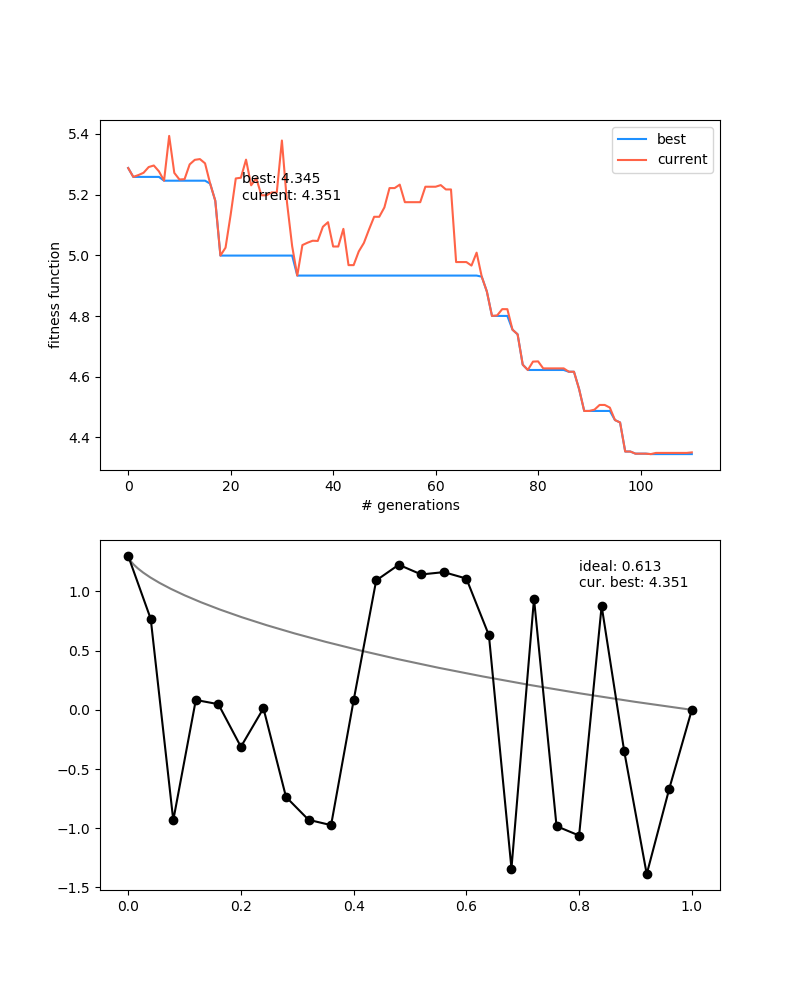 5.4
5.2
5.0
4.8
4.6
4.4
fitness function
best: 4.345
current: 4.351
best
current
0 20 40 60 80 100
# generations
1.0
0.5
0.0
−0.5
−1.0
−1.5
ideal: 0.613
cur. best: 4.351
0.0 0.2 0.4 0.6 0.8 1.0